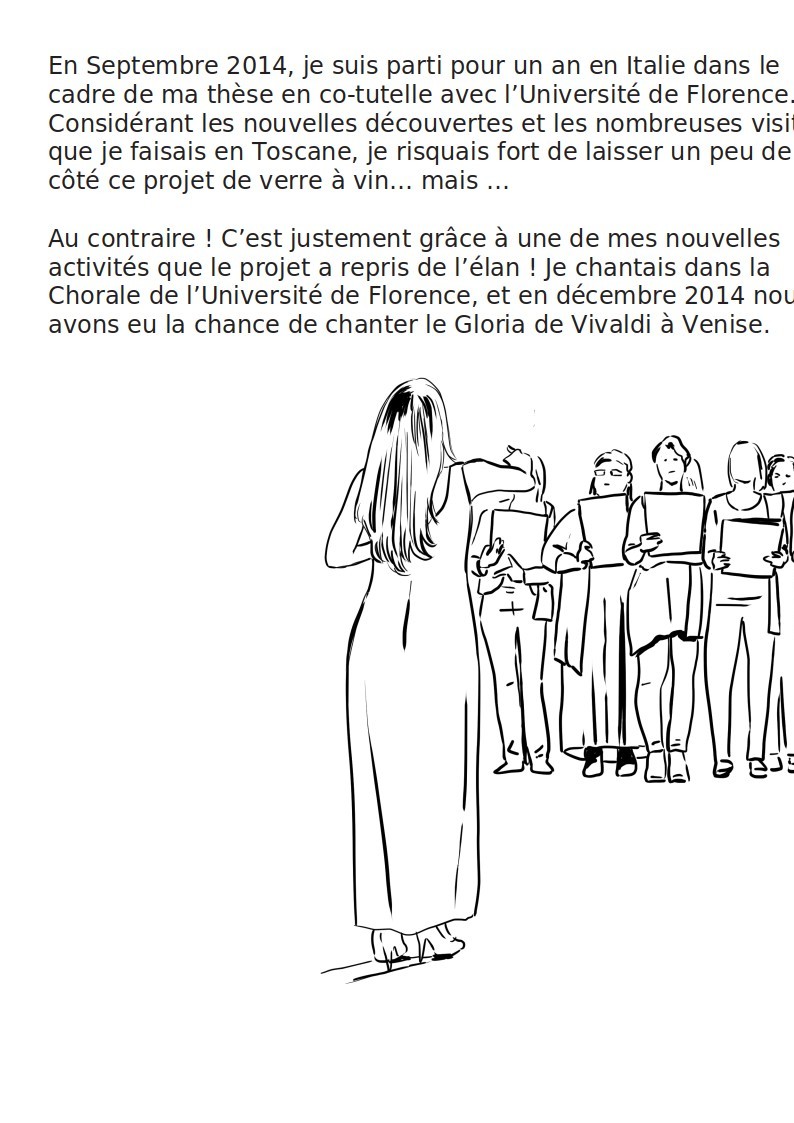 En Septembre 2014, je suis parti pour un an en Italie dans le
cadre de ma thèse en co-tutelle avec l’Université de Florence.
Considérant les nouvelles découvertes et les nombreuses
que je faisais en Toscane, je risquais fort de laisser un peu de
côté ce projet de verre à vin... mais ...
Au contraire ! C’est justement grâce à une de mes nouvelles
activités que le projet a repris de l’élan ! Je chantais dans la
Chorale de l’Université de Florence, et en décembre 2014
avons eu la chance de chanter le Gloria de Vivaldi à Venise.